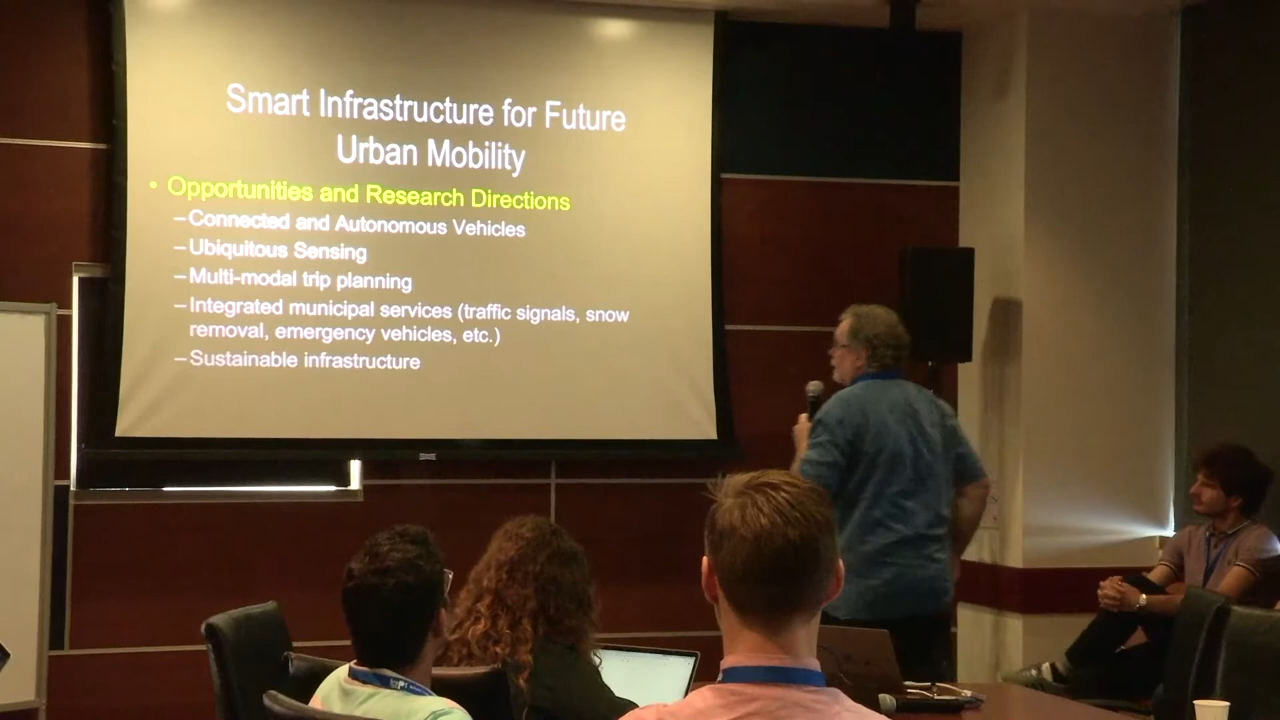 Smart Infrastructure for Future
Urban Mobility
• Opportunities and Research Directions
–Connected and Autonomous Vehicles
–Ubiquitous Sensing
–Multi-modal trip planning
–Integrated municipal services (traffic signals, snow
removal, emergency vehicles, etc.)
–Sustainable infrastructure